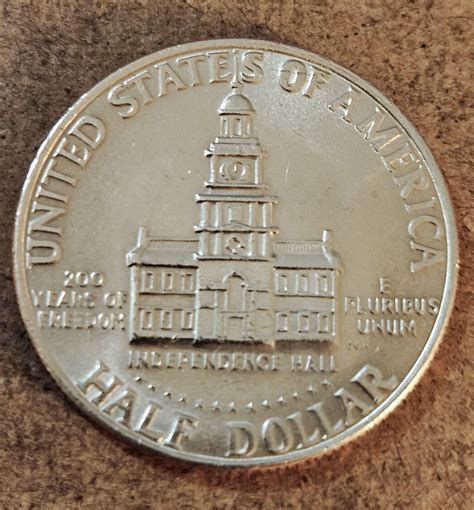 UNITED STATES OF AMERICA
200
YEARS OF
FREEDOM
E
PLURIBUS
UNUM
INDEPENDENCE HALL
HALF DOLLAR